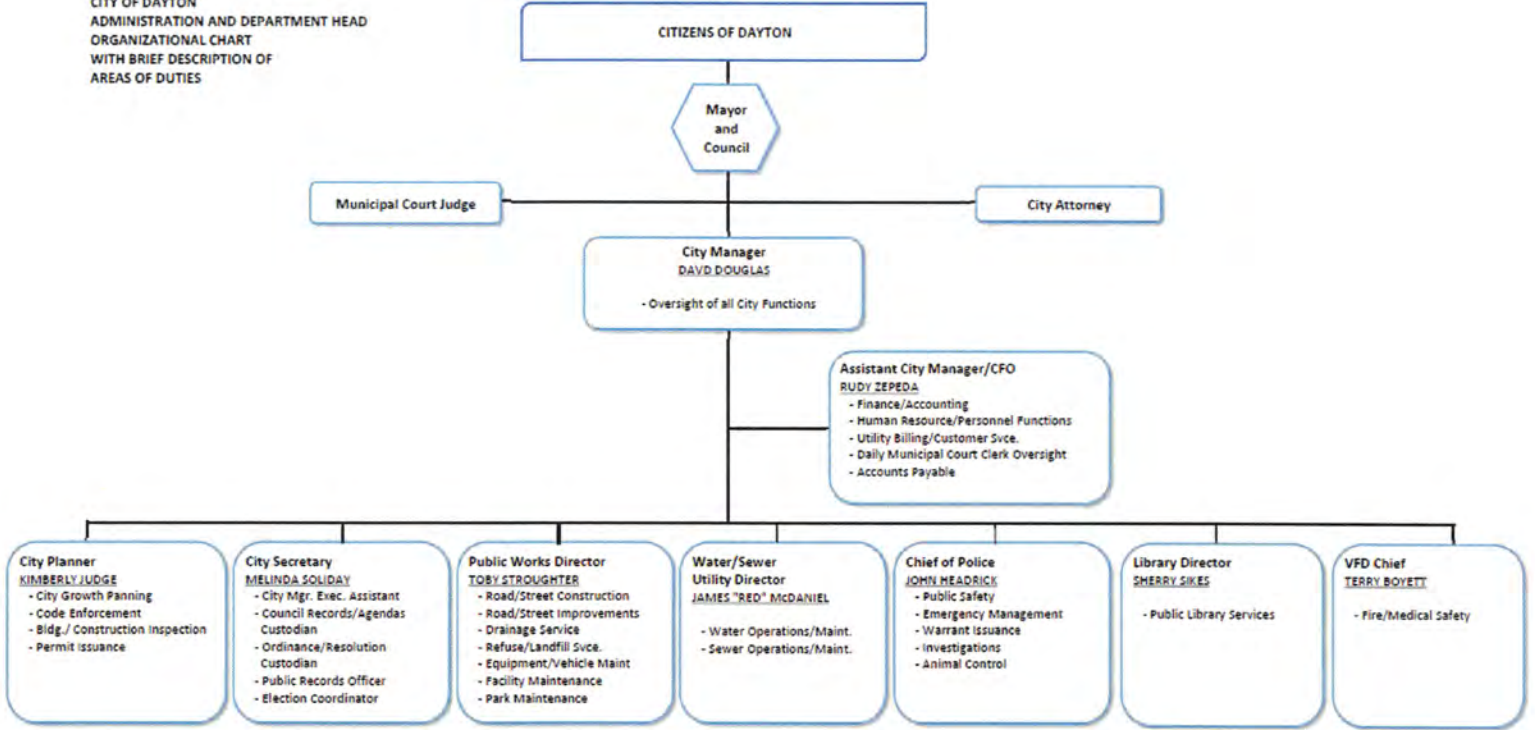 CITY OF DAYTON
ADMINISTRATION AND DEPARTMENT HEAD
ORGANIZATIONAL CHART
WITH BRIEF DESCRIPTION OF
AREAS OF DUTIES
CITIZENS OF DAYTON
Mayor
and
Council
Municipal Court Judge
City Attorney
City Manager
DAVD DOUGLAS
- Oversight of all City Functions
Assistant City Manager/CFO
RUDY ZEPEDA
- Finance/Accounting
- Human Resource/Personnel Functions
- Utility Billing/Customer Svce.
- Daily Municipal Court Clerk Oversight
- Accounts Payable
City Planner
KIMBERLY JUDGE
- City Growth Panning
- Code Enforcement
- Bldg./ Construction Inspection
- Permit Issuance
City Secretary
MELINDA SOLIDAY
- City Mgr. Exec. Assistant
- Council Records/Agendas
Custodian
- Ordinance/Resolution
Custodian
- Public Records Officer
- Election Coordinator
Public Works Director
TOBY STROUGHTER
- Road/Street Construction
- Road/Street Improvements
- Drainage Service
- Refuse/Landfill Svce.
- Equipment/Vehicle Maint
- Facility Maintenance
- Park Maintenance
Water/Sewer
Utility Director
JAMES "RED" McDANIEL
- Water Operations/Maint.
- Sewer Operations/Maint.
Chief of Police
JOHN HEADRICK
- Public Safety
- Emergency Management
- Warrant Issuance
- Investigations
- Animal Control
Library Director
SHERRY SIKES
- Public Library Services
VFD Chief
TERRY BOYETT
- Fire/Medical Safety